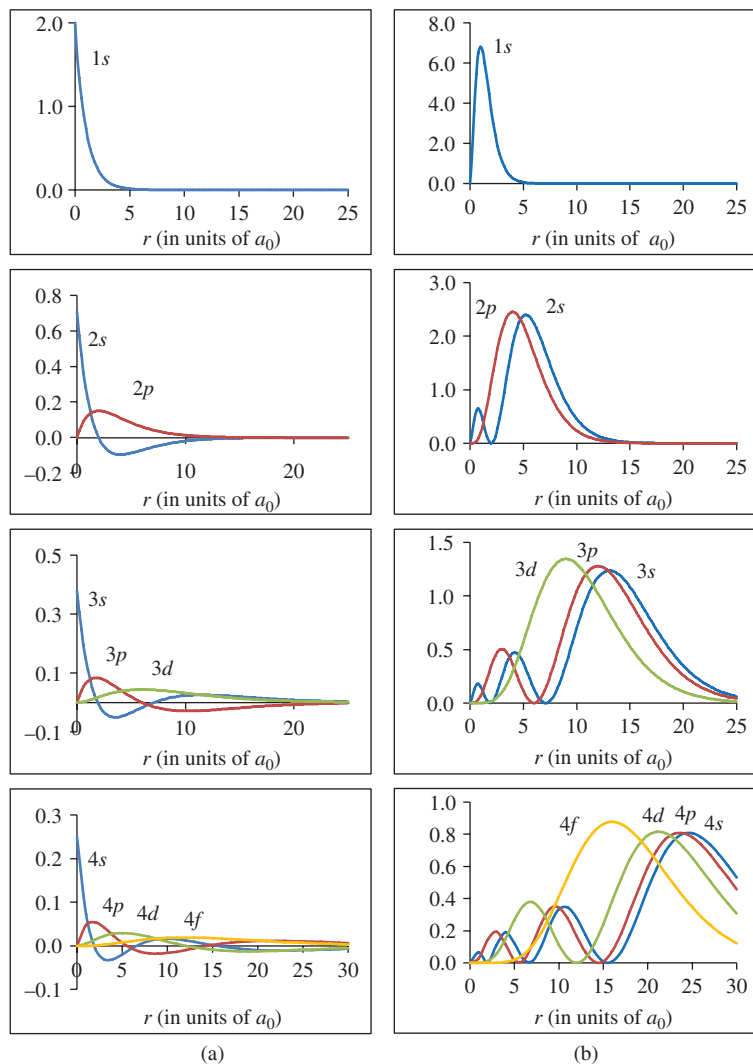 2.0
1s
1.0
0.0
0 5 10 15 20 25
r (in units of a0)
8.0
1s
6.0
4.0
2.0
0.0
0 5 10 15 20 25
r (in units of a0)
0.8
0.6
2s
0.4
2p
0.2
0.0
–0.2
0 10 20
r (in units of a0)
3.0
2p 2s
2.0
1.0
0.0
0 5 10 15 20 25
r (in units of a0)
0.5
3s
0.3
3p 3d
0.1
–0.1
0 10 20
r (in units of a0)
1.5
3d 3p 3s
1.0
0.5
0.0
0 5 10 15 20 25
r (in units of a0)
0.3
4s
0.2
4p 4d 4f
0.1
0.0
–0.1
0 5 10 15 20 25 30
r (in units of a0)
(a)
1.0
4f 4d 4p 4s
0.8
0.6
0.4
0.2
0.0
0 5 10 15 20 25 30
r (in units of a0)
(b)